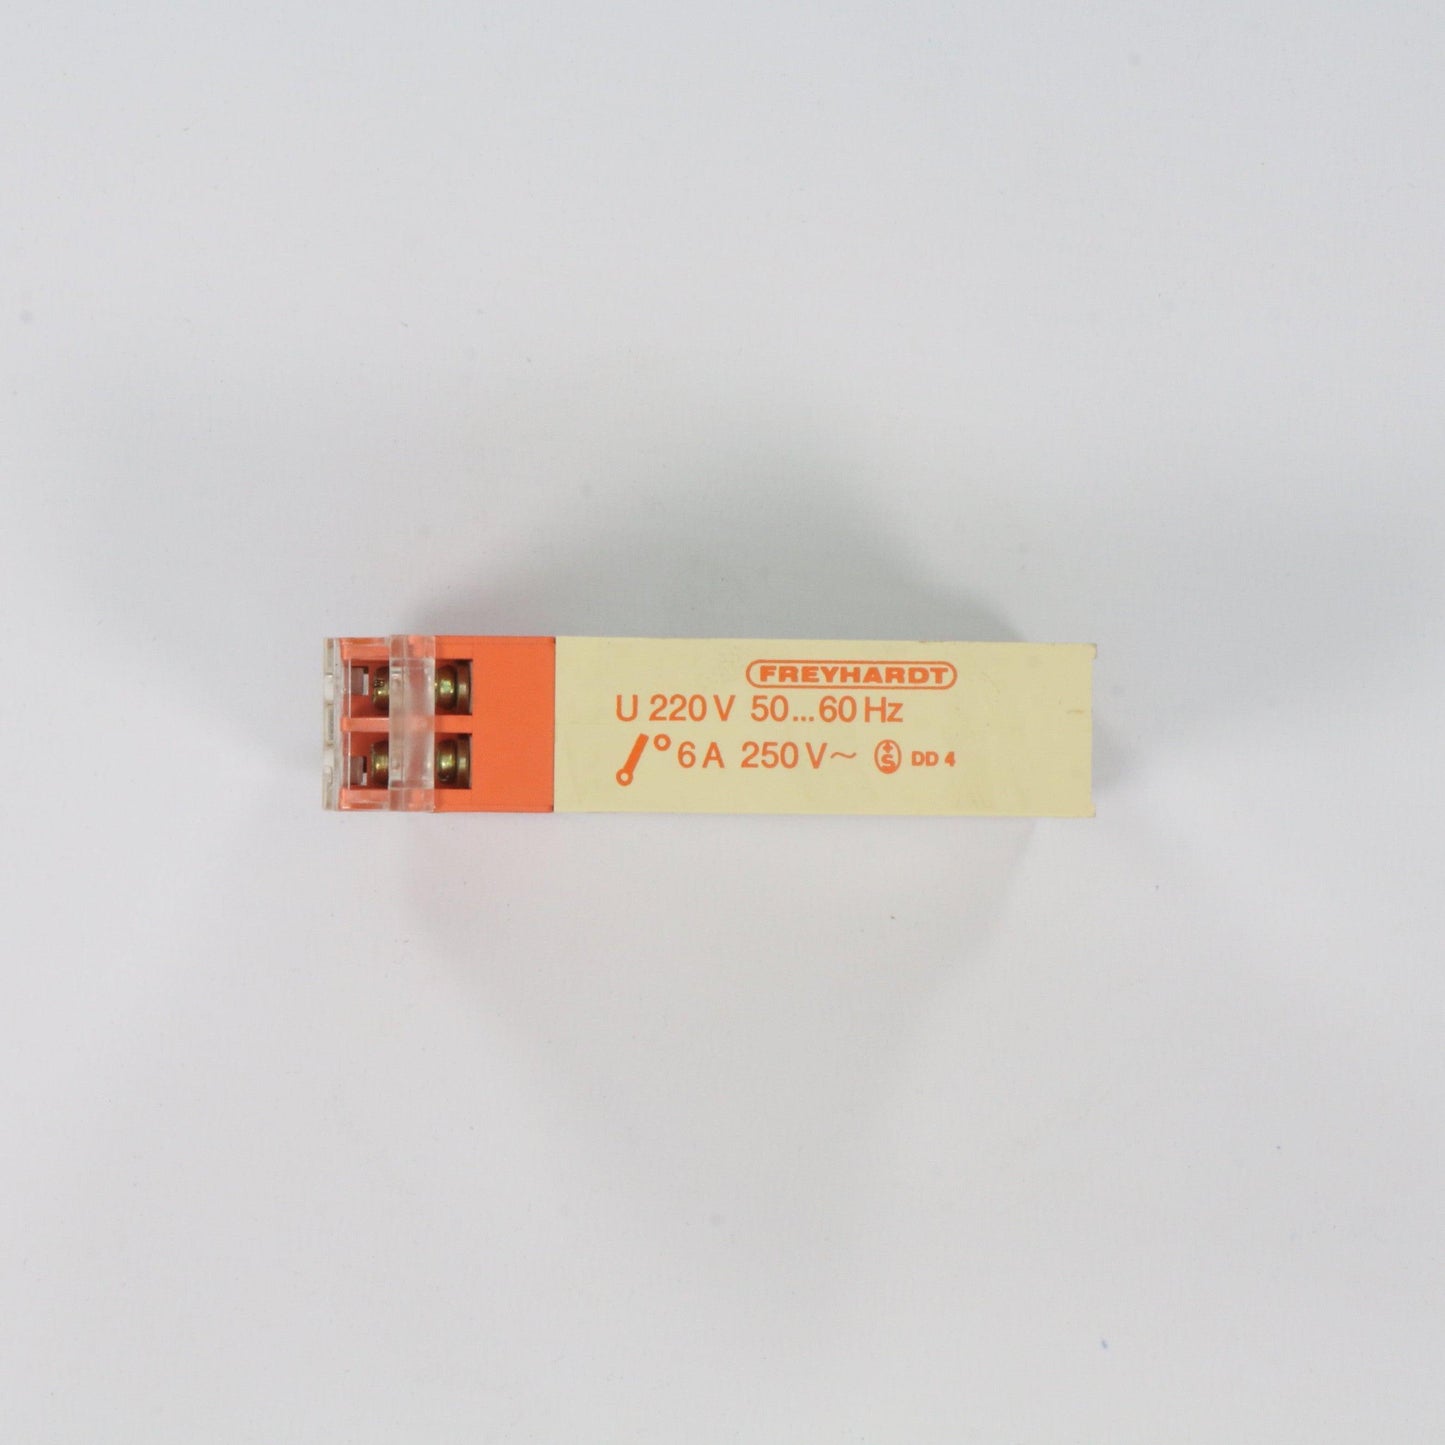 FREYHARDT
U 220 V 50...60 Hz
6 A 250 V~ +S DD 4